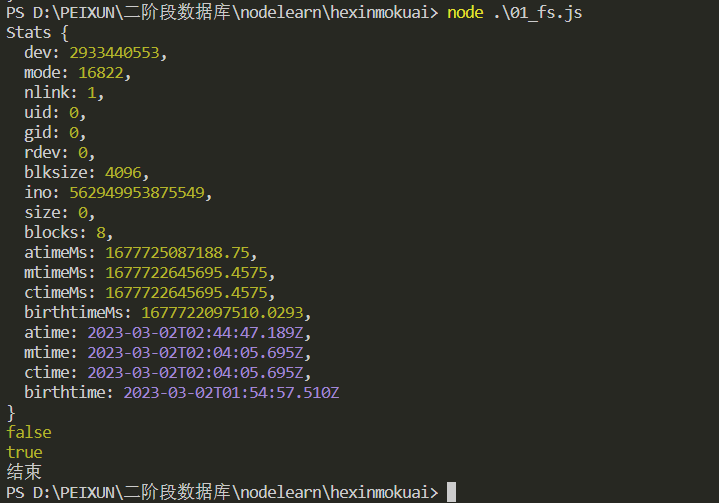 PS D:\PEIXUN\二阶段数据库\nodelearn\hexinmokuai> node .\01_fs.js
Stats {
  dev: 2933440553,
  mode: 16822,
  nlink: 1,
  uid: 0,
  gid: 0,
  rdev: 0,
  blksize: 4096,
  ino: 562949953875549,
  size: 0,
  blocks: 8,
  atimeMs: 1677725087188.75,
  mtimeMs: 1677722645695.4575,
  ctimeMs: 1677722645695.4575,
  birthtimeMs: 1677722097510.0293,
  atime: 2023-03-02T02:44:47.189Z,
  mtime: 2023-03-02T02:04:05.695Z,
  ctime: 2023-03-02T02:04:05.695Z,
  birthtime: 2023-03-02T01:54:57.510Z
}
false
true
结束
PS D:\PEIXUN\二阶段数据库\nodelearn\hexinmokuai>